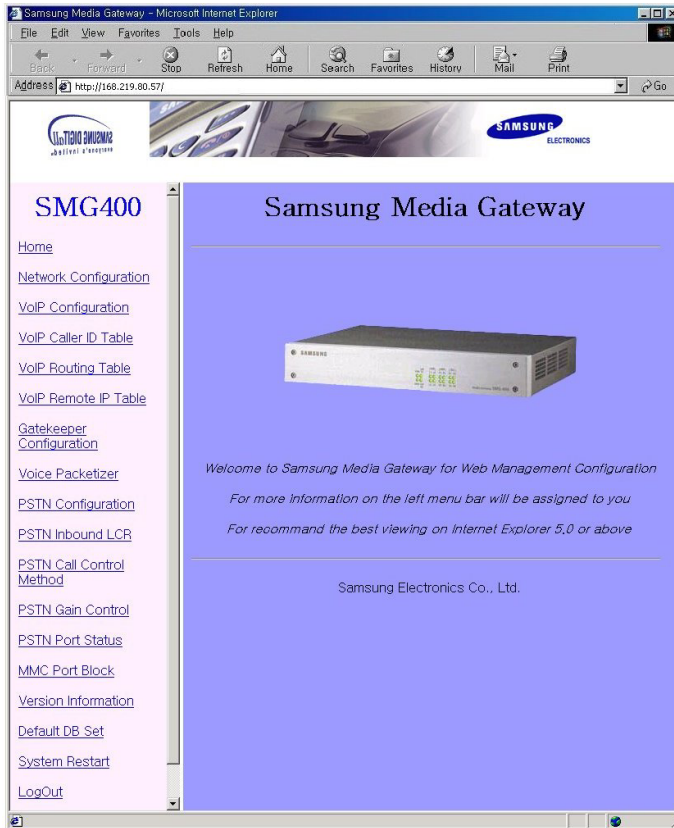 Samsung Media Gateway - Microsoft Internet Explorer
File Edit View Favorites Tools Help
Back Forward Stop Refresh Home Search Favorites History Mail Print
Address http://168.219.80.57/ Go
SAMSUNG DIGITall
everyone's invited.
SAMSUNG
ELECTRONICS
SMG400
Home
Network Configuration
VoIP Configuration
VoIP Caller ID Table
VoIP Routing Table
VoIP Remote IP Table
Gatekeeper
Configuration
Voice Packetizer
PSTN Configuration
PSTN Inbound LCR
PSTN Call Control
Method
PSTN Gain Control
PSTN Port Status
MMC Port Block
Version Information
Default DB Set
System Restart
LogOut
Samsung Media Gateway
SAMSUNG
Welcome to Samsung Media Gateway for Web Management Configuration
For more information on the left menu bar will be assigned to you
For recommand the best viewing on Internet Explorer 5.0 or above
Samsung Electronics Co., Ltd.